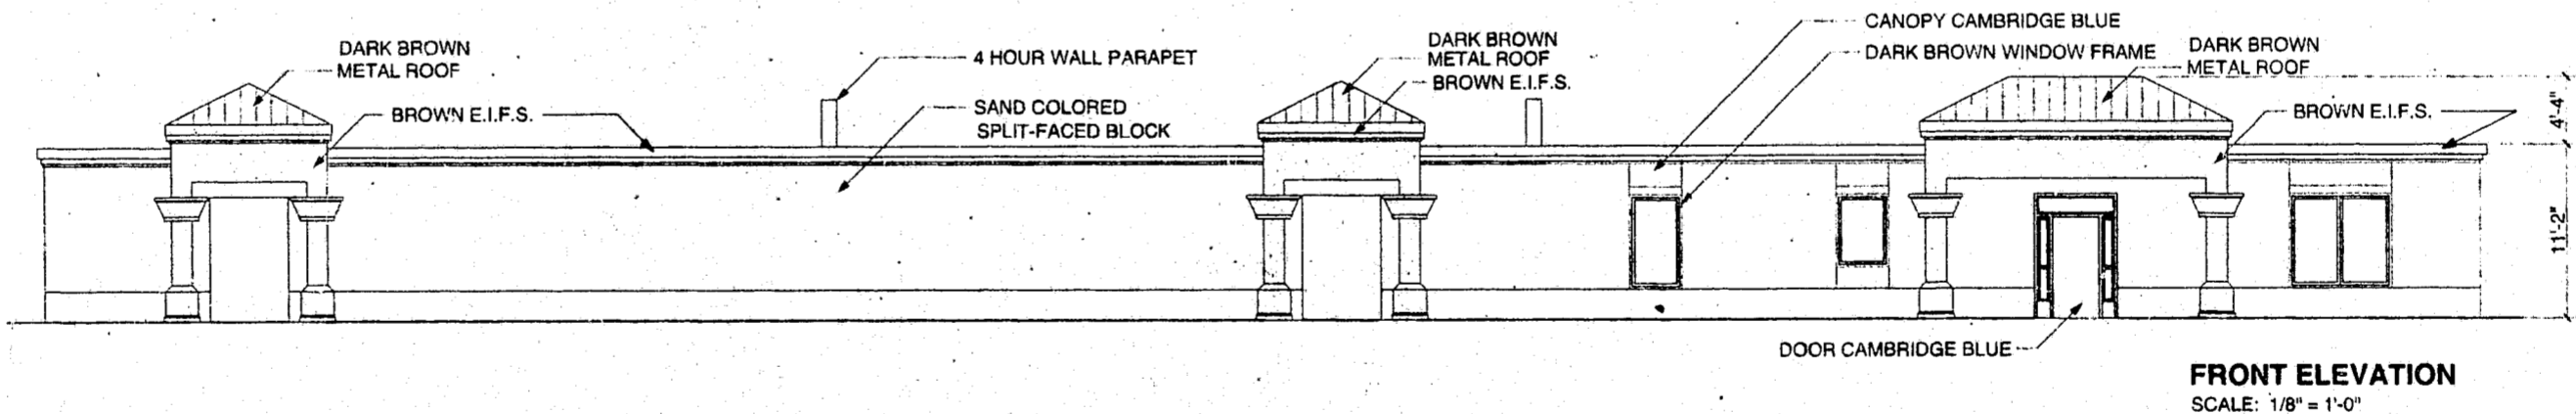 DARK BROWN
METAL ROOF
BROWN E.I.F.S.
4 HOUR WALL PARAPET
SAND COLORED
SPLIT-FACED BLOCK
DARK BROWN
METAL ROOF
BROWN E.I.F.S.
CANOPY CAMBRIDGE BLUE
DARK BROWN WINDOW FRAME
DARK BROWN
METAL ROOF
BROWN E.I.F.S.
4'-4"
11'-2"
DOOR CAMBRIDGE BLUE
FRONT ELEVATION
SCALE: 1/8" = 1'-0"